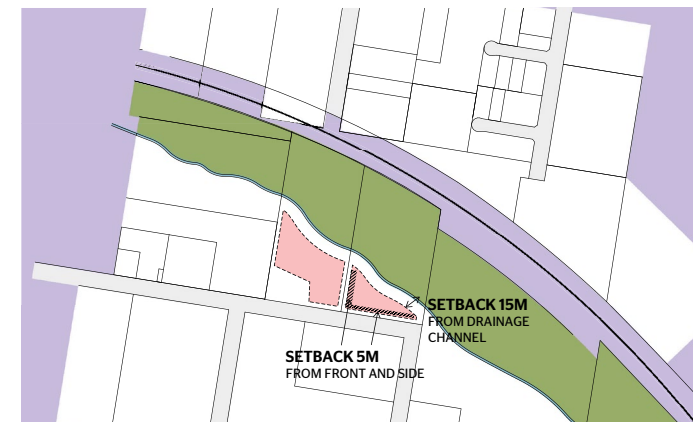 SETBACK 15M
FROM DRAINAGE
CHANNEL
SETBACK 5M
FROM FRONT AND SIDE